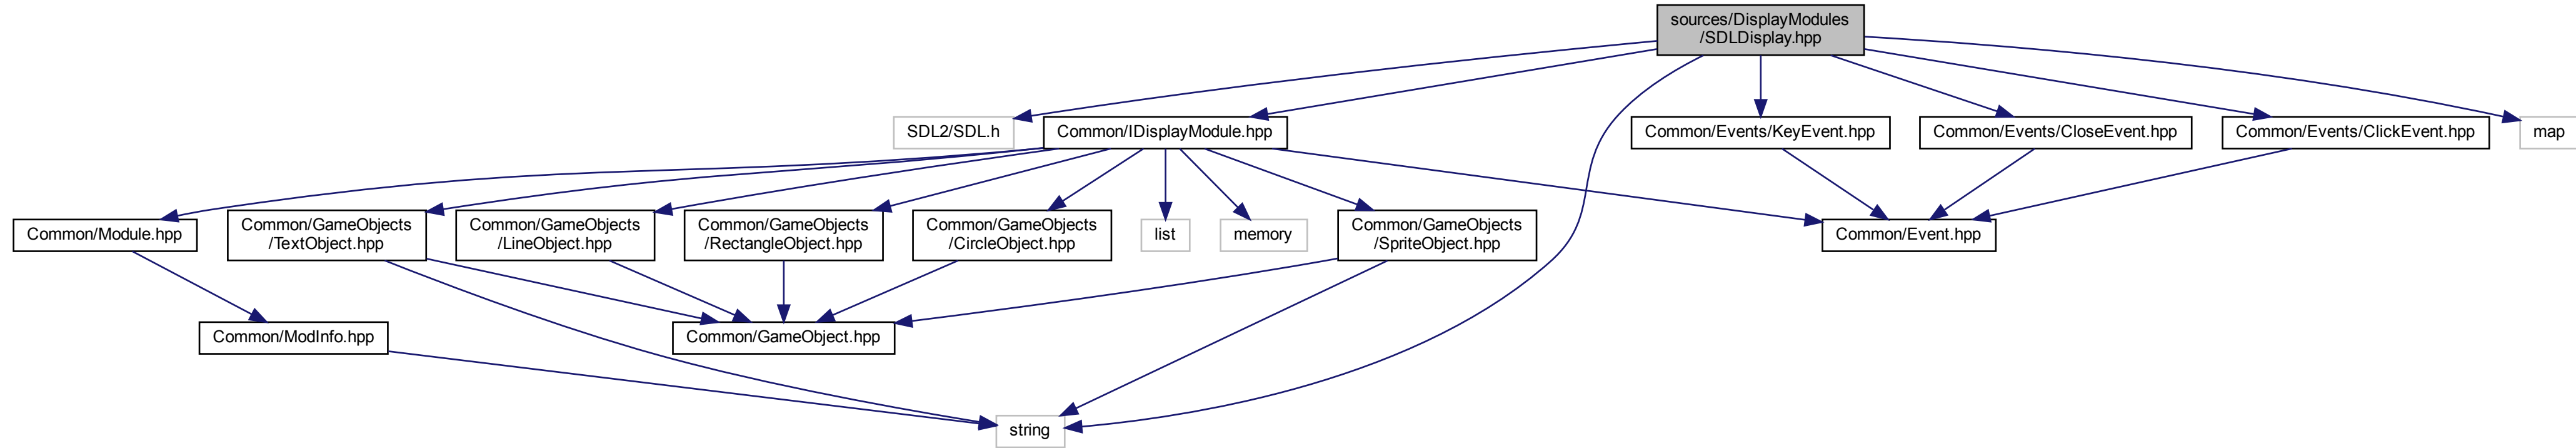 sources/DisplayModules
/SDLDisplay.hpp
SDL2/SDL.h
Common/IDisplayModule.hpp
Common/Events/KeyEvent.hpp
Common/Events/CloseEvent.hpp
Common/Events/ClickEvent.hpp
map
Common/Module.hpp
Common/GameObjects
/TextObject.hpp
Common/GameObjects
/LineObject.hpp
Common/GameObjects
/RectangleObject.hpp
Common/GameObjects
/CircleObject.hpp
list
memory
Common/GameObjects
/SpriteObject.hpp
Common/Event.hpp
Common/ModInfo.hpp
Common/GameObject.hpp
string